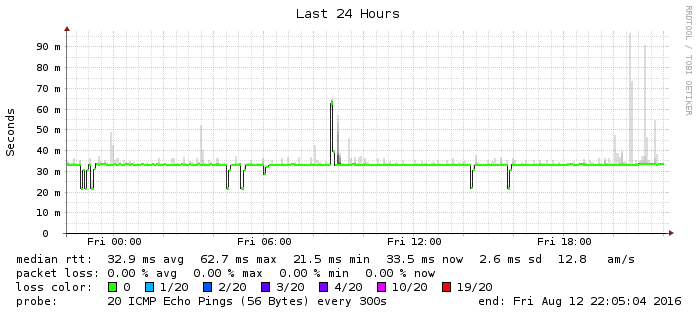 Last 24 Hours
RRDTOOL / TOBI OETIKER
Seconds
90 m
80 m
70 m
60 m
50 m
40 m
30 m
20 m
10 m
0
Fri 00:00 Fri 06:00 Fri 12:00 Fri 18:00
median rtt: 32.9 ms avg 62.7 ms max 21.5 ms min 33.5 ms now 2.6 ms sd 12.8 am/s
packet loss: 0.00 % avg 0.00 % max 0.00 % min 0.00 % now
loss color: 0 1/20 2/20 3/20 4/20 10/20 19/20
probe: 20 ICMP Echo Pings (56 Bytes) every 300s end: Fri Aug 12 22:05:04 2016